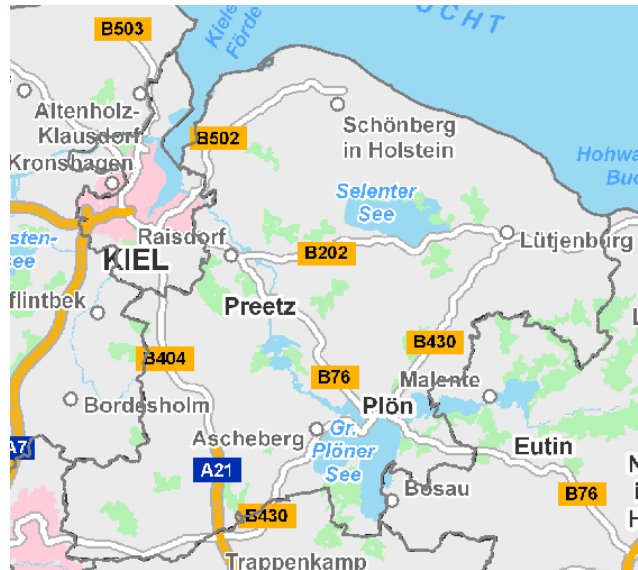 B503
Kieler
Förde
UCHT
Altenholz-
Klausdorf
Kronshagen
B502
Schönberg
in Holstein
Hohwa
Buc
Selenter
See
sten-
see
Raisdorf
KIEL
B202
Lütjenburg
flintbek
Preetz
L
B404
B430
B76
Malente
Bordesholm
Plön
Ascheberg
Gr.
Plöner
See
Eutin
A7
A21
Bosau
N
i
H
B76
B430
Trappenkamp